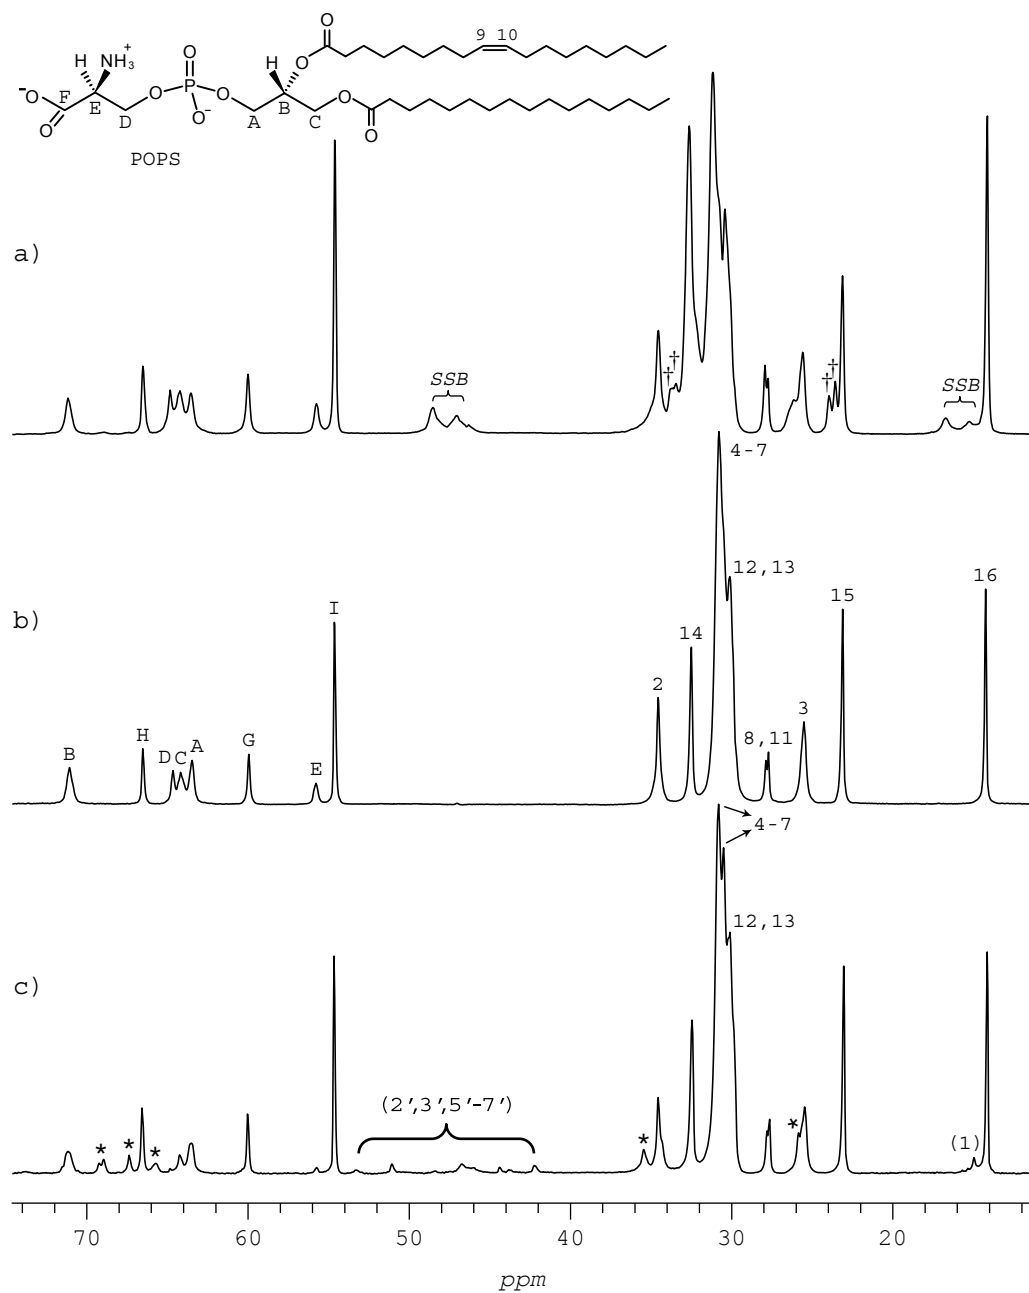 O
9 10
H NH₃⁺
O
H
O
⁻O
F
E
O
P
O
O
D
O⁻
A
B
C
O
O
O
POPS
a)
SSB
†
†
†
†
SSB
4-7
12,13
16
b)
I
15
14
2
3
H
G
8,11
B
D
C
A
E
4-7
12,13
c)
(2′,3′,5′-7′)
*
*
*
*
*
(1)
70
60
50
40
30
20
ppm